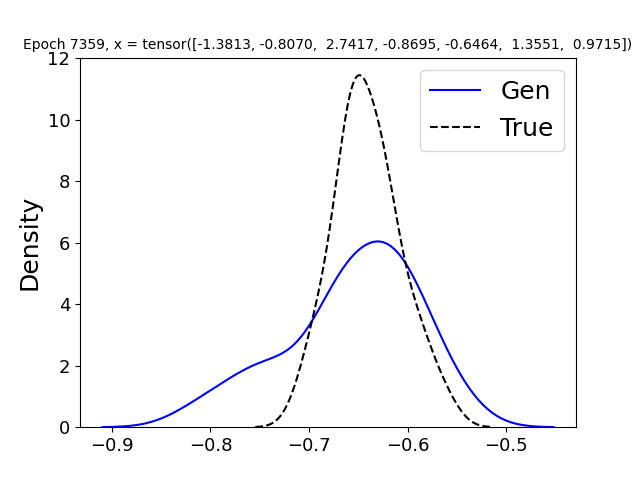 Epoch 7359, x = tensor([-1.3813, -0.8070,  2.7417, -0.8695, -0.6464,  1.3551,  0.9715])
12
10
8
6
4
2
0
Density
Gen
True
−0.9 −0.8 −0.7 −0.6 −0.5